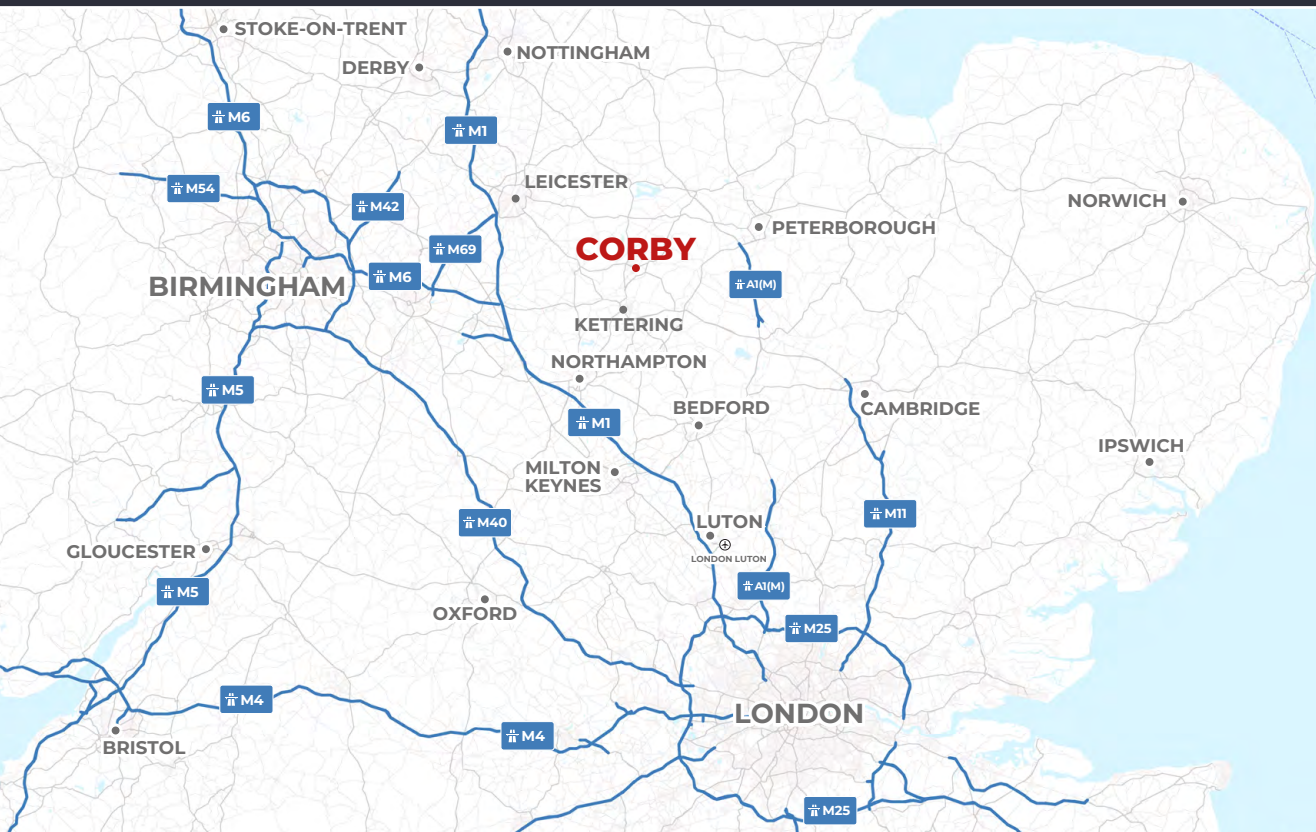 STOKE-ON-TRENT
NOTTINGHAM
DERBY
M6
M1
LEICESTER
M54
M42
NORWICH
PETERBOROUGH
CORBY
M69
M6
A1(M)
BIRMINGHAM
KETTERING
NORTHAMPTON
M5
BEDFORD
CAMBRIDGE
M1
IPSWICH
MILTON
KEYNES
M11
LUTON
M40
GLOUCESTER
LONDON LUTON
M5
A1(M)
OXFORD
M25
M4
LONDON
M4
BRISTOL
M25